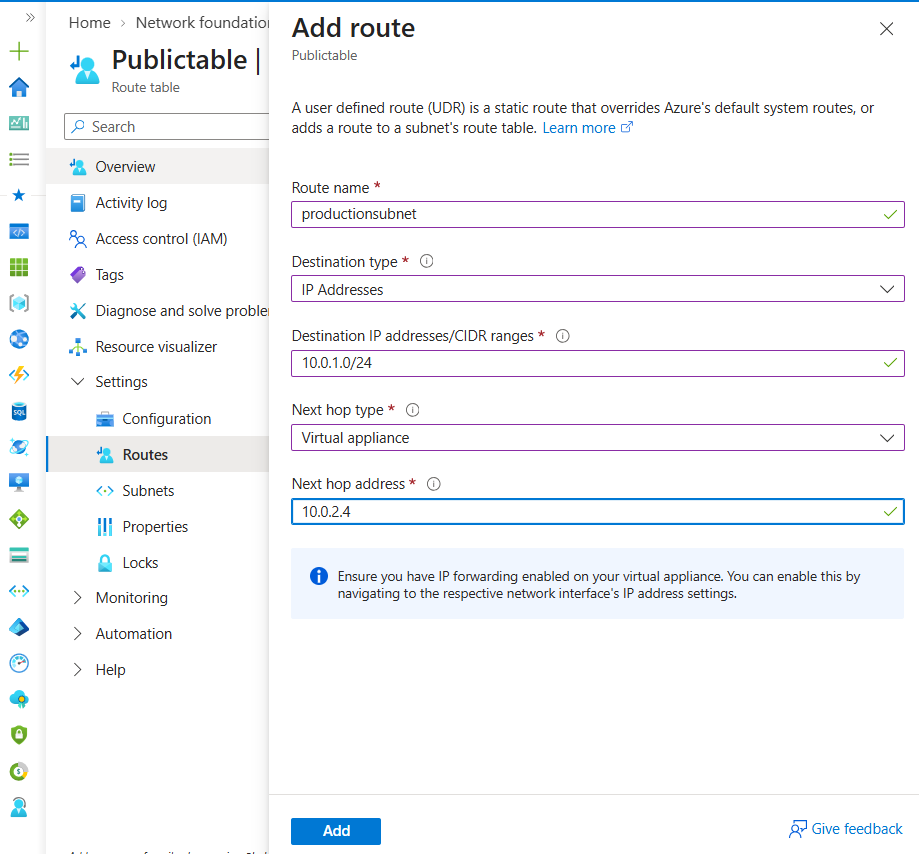 Home > Network foundation
Publictable |
Route table
Search
Overview
Activity log
Access control (IAM)
Tags
Diagnose and solve
Resource visualizer
Settings
Configuration
Routes
Subnets
Properties
Locks
Monitoring
Automation
Help
Add route
Publictable
A user defined route (UDR) is a static route that overrides Azure's default system routes, or
adds a route to a subnet's route table. Learn more
Route name *
productionsubnet
Destination type *
IP Addresses
Destination IP addresses/CIDR ranges *
10.0.1.0/24
Next hop type *
Virtual appliance
Next hop address *
10.0.2.4
Ensure you have IP forwarding enabled on your virtual appliance. You can enable this by
navigating to the respective network interface's IP address settings.
Add
Give feedback